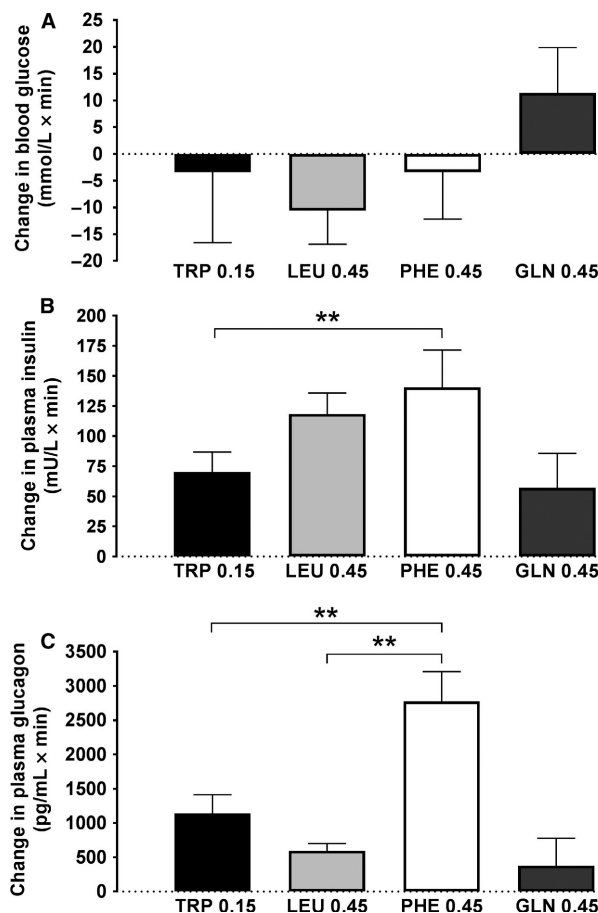 A
Change in blood glucose
(mmol/L × min)
25
20
15
10
5
0
−5
−10
−15
−20
TRP 0.15 LEU 0.45 PHE 0.45 GLN 0.45
B
Change in plasma insulin
(mU/L × min)
200
175
150
125
100
75
50
25
0
**
TRP 0.15 LEU 0.45 PHE 0.45 GLN 0.45
C
Change in plasma glucagon
(pg/mL × min)
3500
3000
2500
2000
1500
1000
500
0
**
**
TRP 0.15 LEU 0.45 PHE 0.45 GLN 0.45